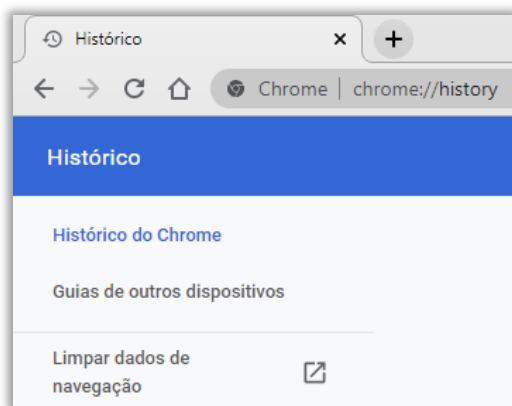 Histórico
Chrome | chrome://history
Histórico
Histórico do Chrome
Guias de outros dispositivos
Limpar dados de
navegação